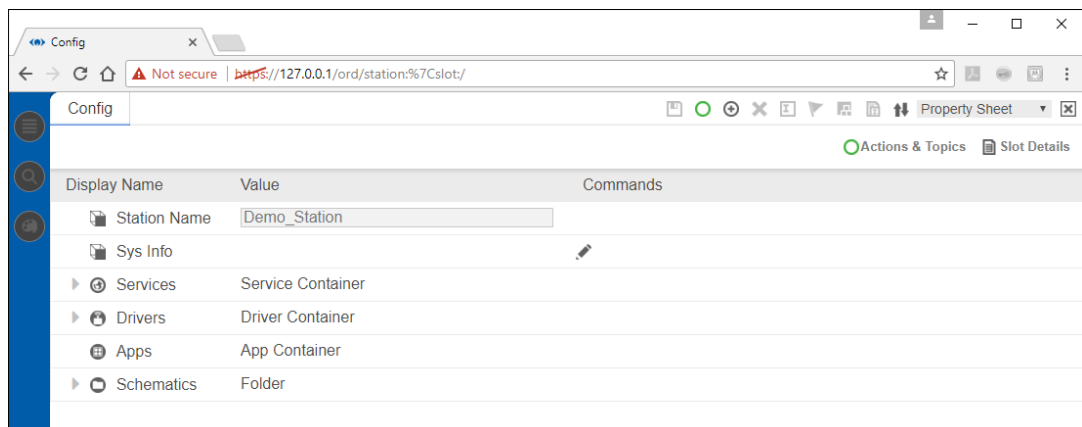 Config
Not secure https://127.0.0.1/ord/station:%7Cslot:/
Config Property Sheet
Actions & Topics Slot Details
Display Name Value Commands
Station Name Demo_Station
Sys Info
Services Service Container
Drivers Driver Container
Apps App Container
Schematics Folder